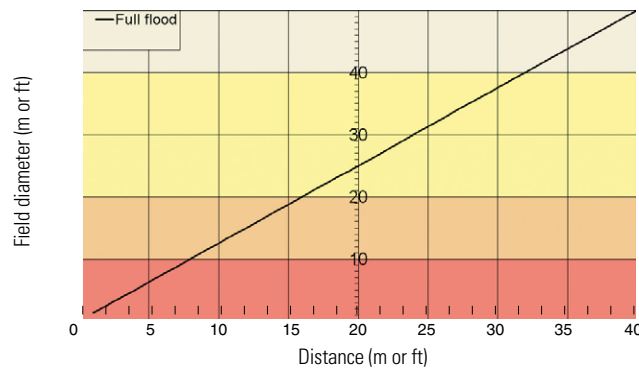 Full flood
Field diameter (m or ft)
40
30
20
10
0 5 10 15 20 25 30 35 40
Distance (m or ft)